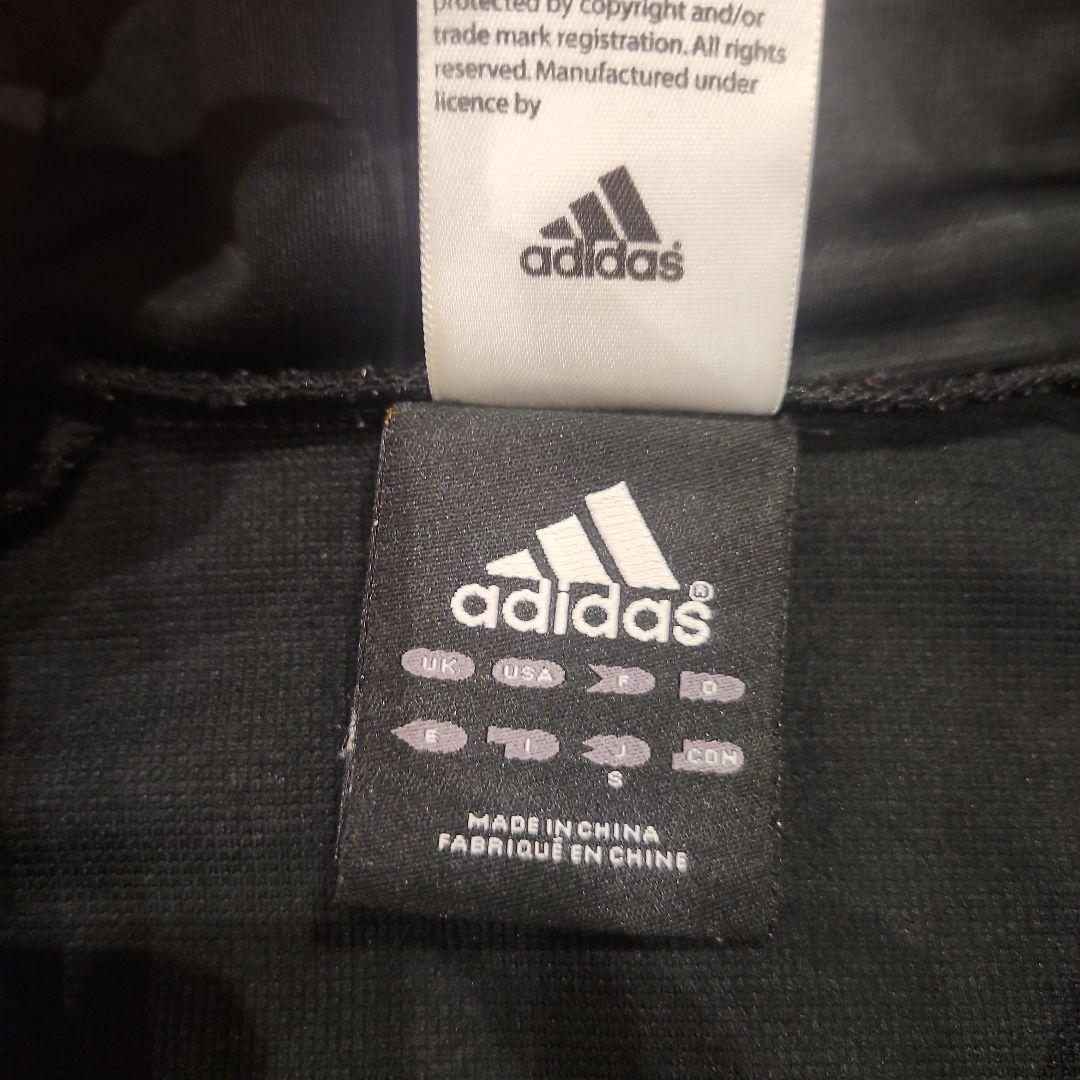 protected by copyright and/or
trade mark registration. All rights
reserved. Manufactured under
licence by
adidas
adidas®
UK USA F D
E I J CDN
S
MADE IN CHINA
FABRIQUÉ EN CHINE